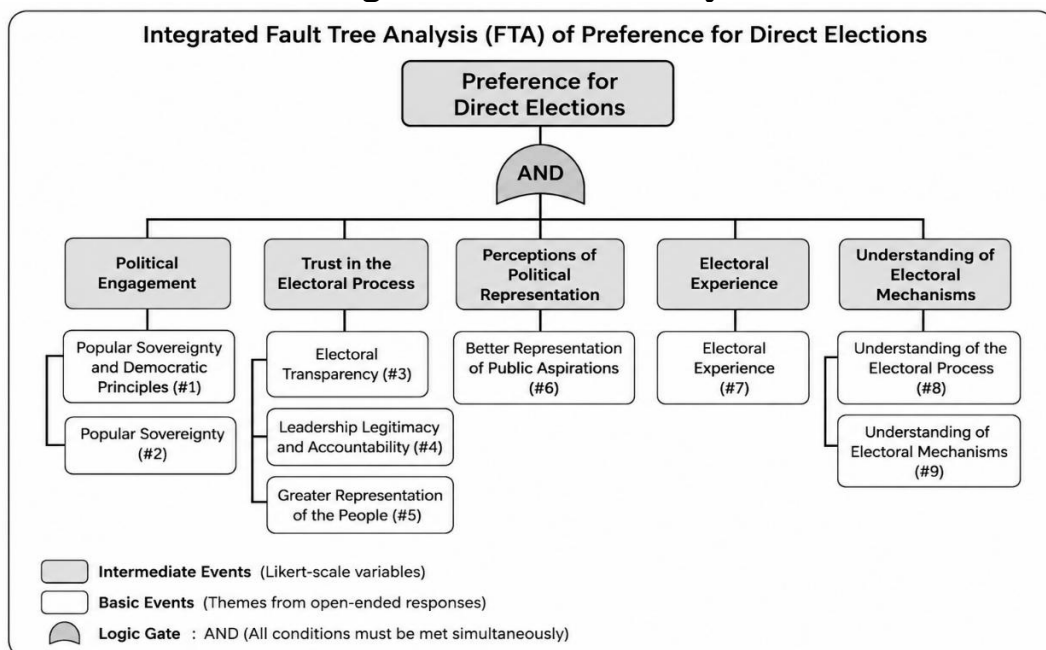 Integrated Fault Tree Analysis (FTA) of Preference for Direct Elections
Preference for
Direct Elections
AND
Political
Engagement
Trust in the
Electoral Process
Perceptions of
Political
Representation
Electoral
Experience
Understanding of
Electoral
Mechanisms
Popular Sovereignty
and Democratic
Principles (#1)
Popular Sovereignty
(#2)
Electoral
Transparency (#3)
Leadership Legitimacy
and Accountability (#4)
Greater Representation
of the People (#5)
Better Representation
of Public Aspirations
(#6)
Electoral
Experience
(#7)
Understanding of the
Electoral Process
(#8)
Understanding of
Electoral Mechanisms
(#9)
Intermediate Events (Likert-scale variables)
Basic Events (Themes from open-ended responses)
Logic Gate : AND (All conditions must be met simultaneously)